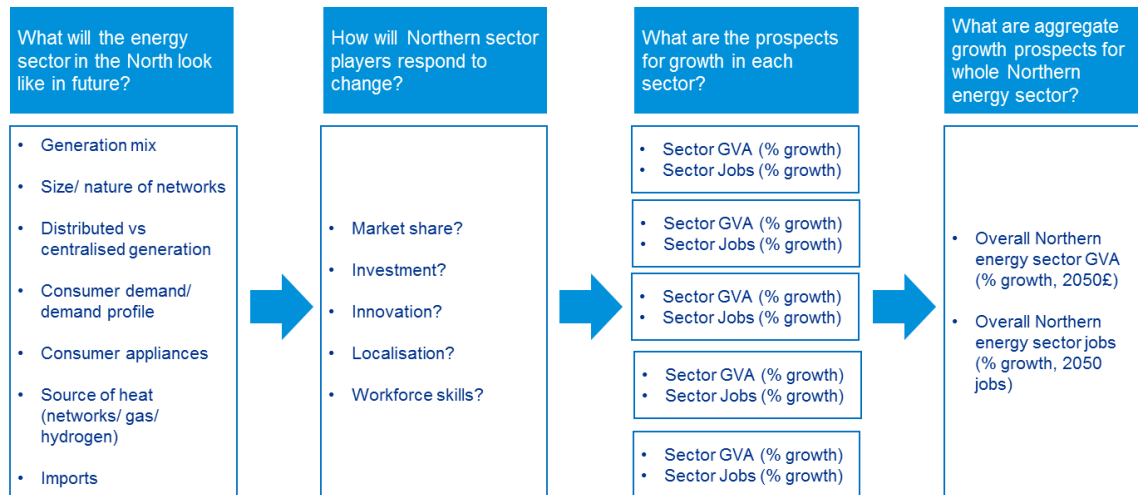 What will the energy
sector in the North look
like in future?
• Generation mix
• Size/ nature of networks
• Distributed vs
centralised generation
• Consumer demand/
demand profile
• Consumer appliances
• Source of heat
(networks/ gas/
hydrogen)
• Imports
How will Northern sector
players respond to
change?
• Market share?
• Investment?
• Innovation?
• Localisation?
• Workforce skills?
What are the prospects
for growth in each
sector?
• Sector GVA (% growth)
• Sector Jobs (% growth)
• Sector GVA (% growth)
• Sector Jobs (% growth)
• Sector GVA (% growth)
• Sector Jobs (% growth)
• Sector GVA (% growth)
• Sector Jobs (% growth)
• Sector GVA (% growth)
• Sector Jobs (% growth)
What are aggregate
growth prospects for
whole Northern
energy sector?
• Overall Northern
energy sector GVA
(% growth, 2050£)
• Overall Northern
energy sector jobs
(% growth, 2050
jobs)